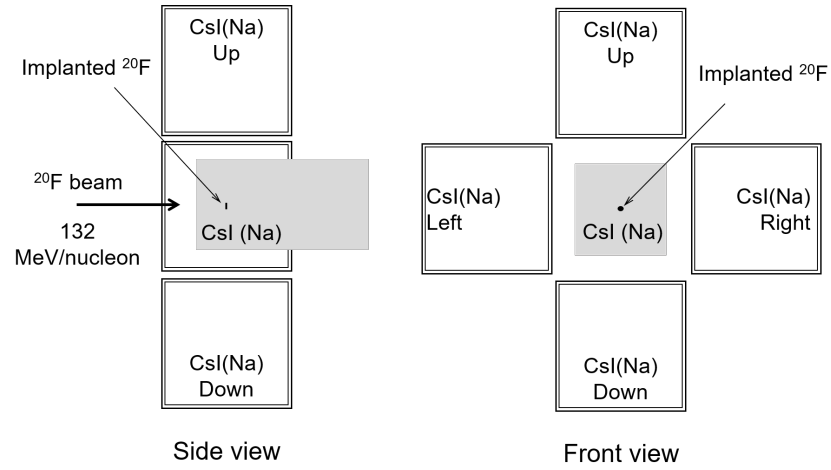 CsI(Na)
Up
Implanted ²⁰F
²⁰F beam
132
MeV/nucleon
CsI (Na)
CsI(Na)
Down
Side view
CsI(Na)
Up
Implanted ²⁰F
CsI(Na)
Left
CsI (Na)
CsI(Na)
Right
CsI(Na)
Down
Front view